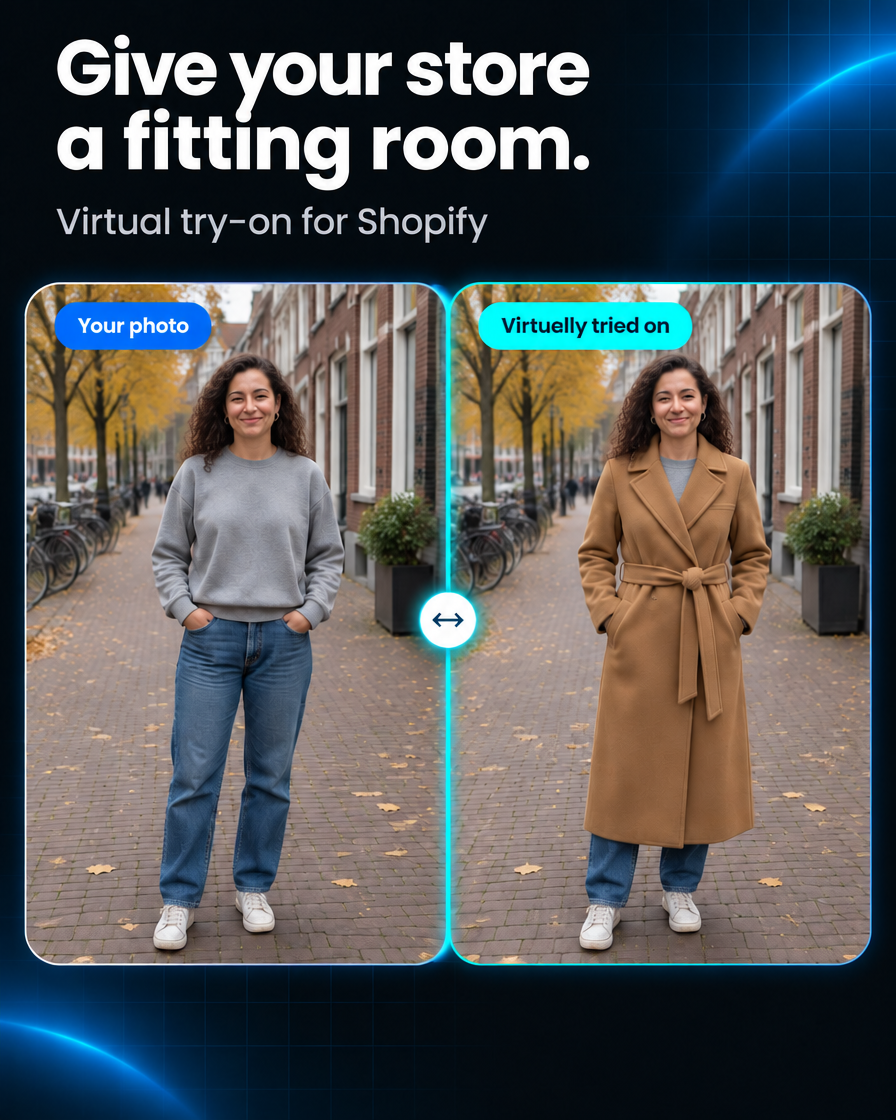 Give your store
a fitting room.
Virtual try-on for Shopify
Your photo
Virtuelly tried on